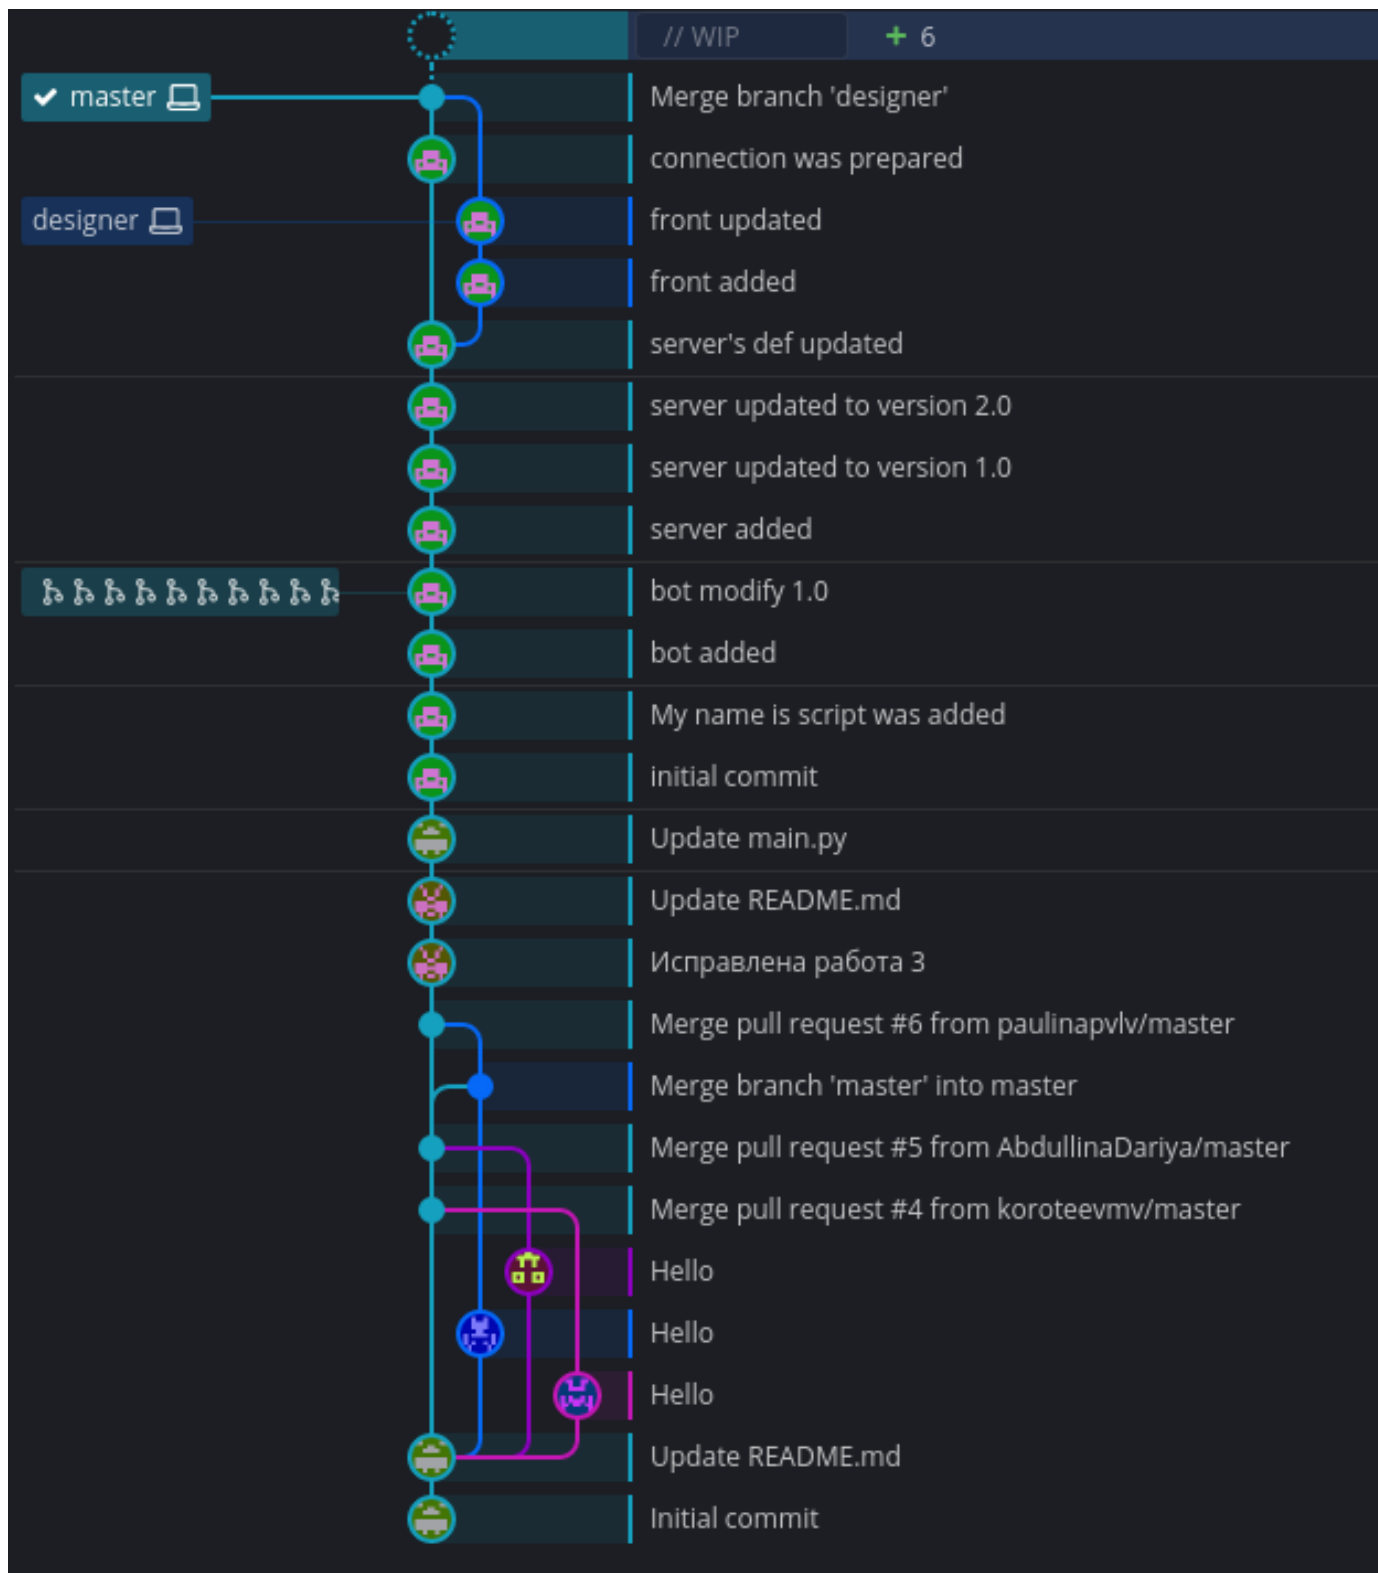 // WIP + 6
master Merge branch 'designer'
connection was prepared
designer front updated
front added
server's def updated
server updated to version 2.0
server updated to version 1.0
server added
bot modify 1.0
bot added
My name is script was added
initial commit
Update main.py
Update README.md
Исправлена работа 3
Merge pull request #6 from paulinapvlv/master
Merge branch 'master' into master
Merge pull request #5 from AbdullinaDariya/master
Merge pull request #4 from koroteevmv/master
Hello
Hello
Hello
Update README.md
Initial commit